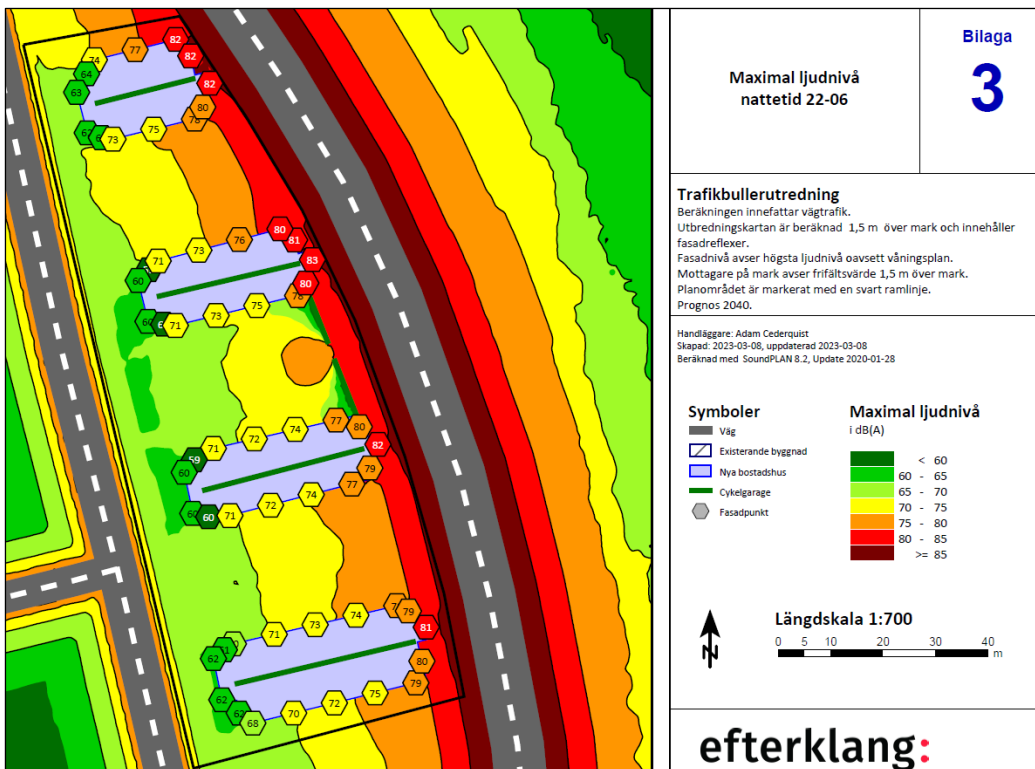 82
77
82
74
64
82
63
80
78
75
73
80
76
81
73
71
83
60
80
78
75
73
71
60
77
80
74
72
82
71
59
60
79
77
74
72
71
60
60
79
74
81
73
71
62
80
79
75
62
72
70
68
Maximal ljudnivå
nattetid 22-06
Bilaga
3
Trafikbullerutredning
Beräkningen innefattar vägtrafik.
Utbredningskartan är beräknad 1,5 m över mark och innehåller
fasadreflexer.
Fasadnivå avser högsta ljudnivå oavsett våningsplan.
Mottagare på mark avser frifältsvärde 1,5 m över mark.
Planområdet är markerat med en svart ramlinje.
Prognos 2040.
Handläggare: Adam Cederquist
Skapad: 2023-03-08, uppdaterad 2023-03-08
Beräknad med SoundPLAN 8.2, Update 2020-01-28
Symboler
Väg
Existerande byggnad
Nya bostadshus
Cykelgarage
Fasadpunkt
Maximal ljudnivå
i dB(A)
< 60
60 - 65
65 - 70
70 - 75
75 - 80
80 - 85
>= 85
N
Längdskala 1:700
0 5 10 20 30 40
m
efterklang: